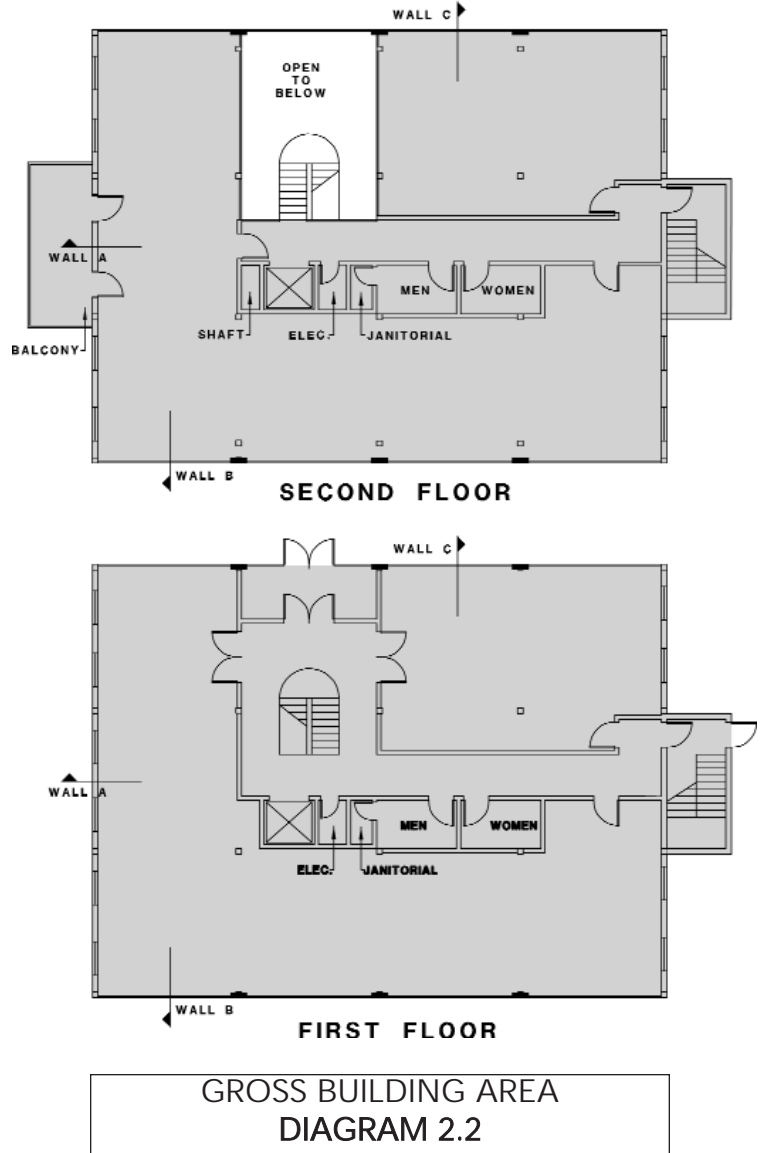 WALL C
OPEN
TO
BELOW
WALL A
MEN
WOMEN
SHAFT
ELEC.
JANITORIAL
BALCONY
WALL B
SECOND FLOOR
WALL C
WALL A
MEN
WOMEN
ELEC.
JANITORIAL
WALL B
FIRST FLOOR
GROSS BUILDING AREA
DIAGRAM 2.2